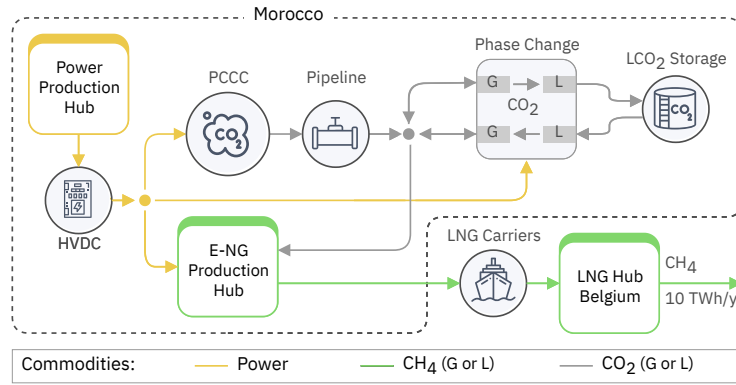 Morocco
Power
Production
Hub
PCCC
Pipeline
Phase Change
LCO₂ Storage
G
L
CO₂
CO₂
G
L
CO₂
HVDC
E-NG
Production
Hub
LNG Carriers
LNG Hub
Belgium
CH₄
10 TWh/y
Commodities:
Power
CH₄ (G or L)
CO₂ (G or L)